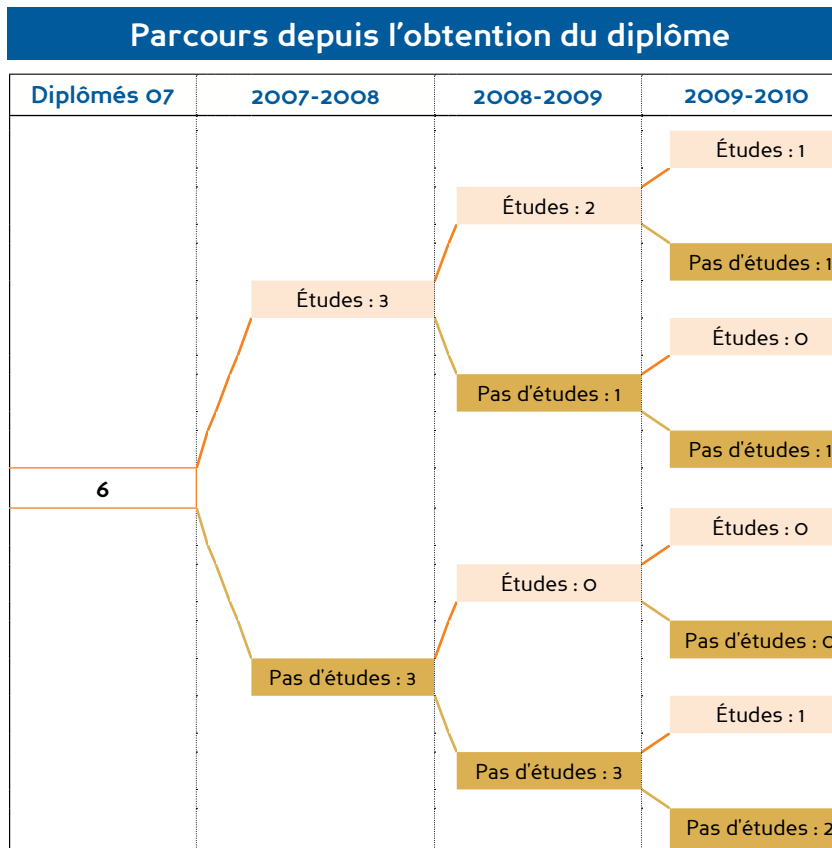 Parcours depuis l'obtention du diplôme
Diplômés 07 2007-2008 2008-2009 2009-2010
Études : 1
Études : 2
Pas d'études : 1
Études : 3
Études : 0
Pas d'études : 1
Pas d'études : 1
6
Études : 0
Études : 0
Pas d'études : 0
Pas d'études : 3
Études : 1
Pas d'études : 3
Pas d'études : 2